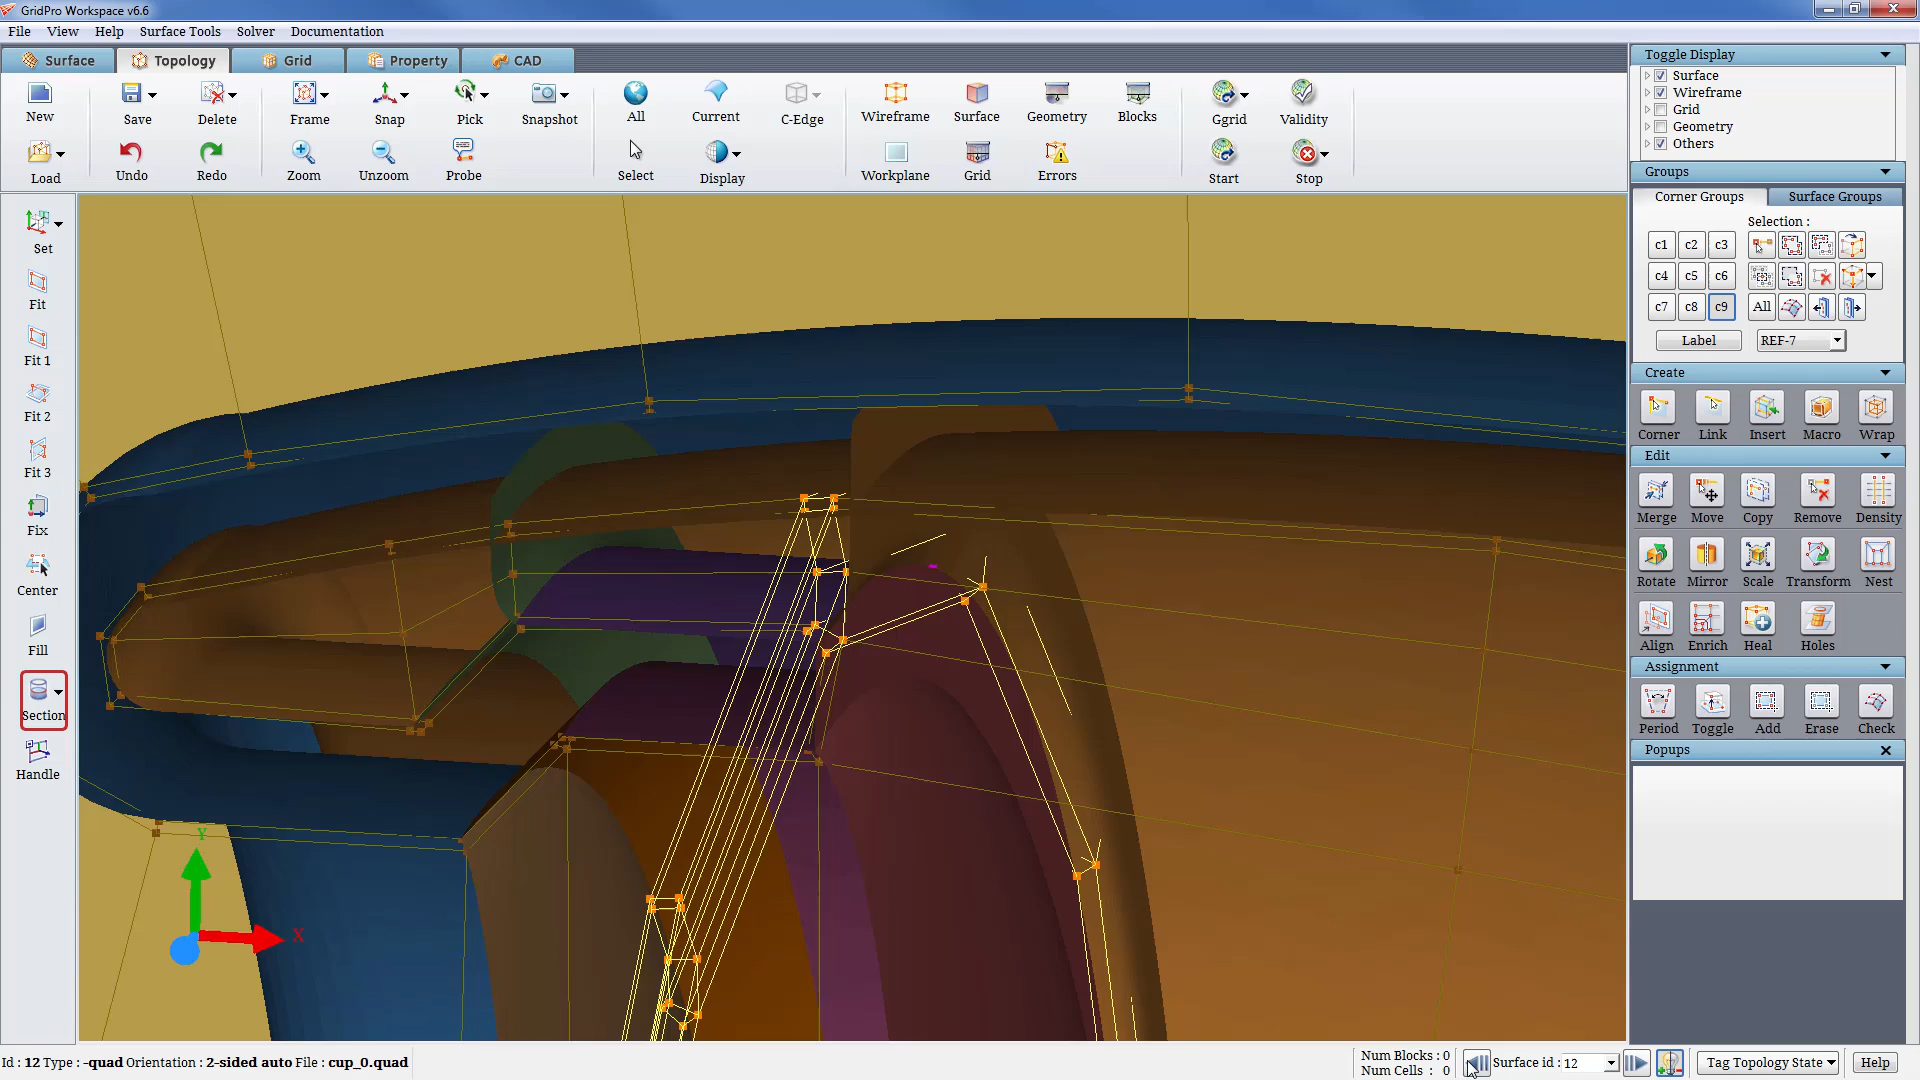 GridPro Workspace v6.6
File View Help Surface Tools Solver Documentation
Surface Topology Grid Property CAD
New Save Delete Frame Snap Pick Snapshot All Current C-Edge Wireframe Surface Geometry Blocks Ggrid Validity
Load Undo Redo Zoom Unzoom Probe Select Display Workplane Grid Errors Start Stop
Set
Fit
Fit 1
Fit 2
Fit 3
Fix
Center
Fill
Section
Handle
Y
X
Toggle Display
Surface
Wireframe
Grid
Geometry
Others
Groups
Corner Groups Surface Groups
Selection :
c1 c2 c3
c4 c5 c6
c7 c8 c9 All
Label REF-7
Create
Corner Link Insert Macro Wrap
Edit
Merge Move Copy Remove Density
Rotate Mirror Scale Transform Nest
Align Enrich Heal Holes
Assignment
Period Toggle Add Erase Check
Popups
Id : 12 Type : -quad Orientation : 2-sided auto File : cup_0.quad
Num Blocks : 0
Num Cells : 0
Surface id : 12
Tag Topology State
Help